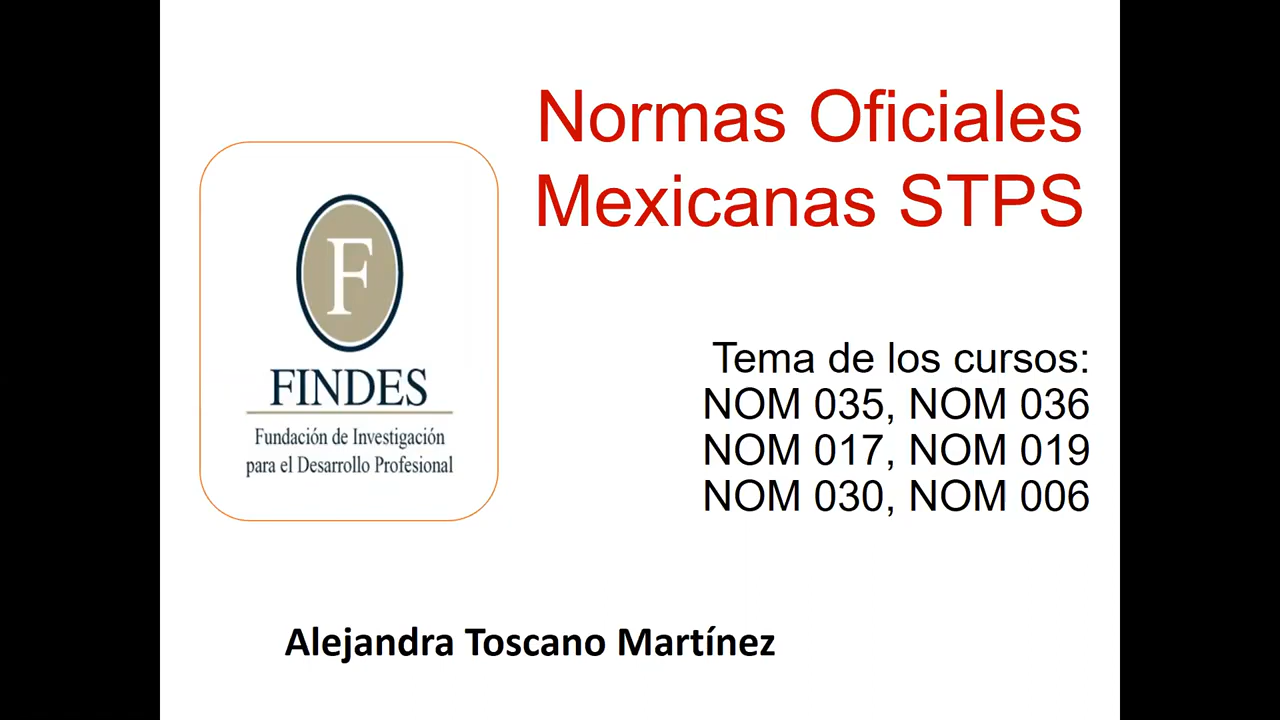 Normas Oficiales
Mexicanas STPS
F
FINDES
Fundación de Investigación
para el Desarrollo Profesional
Tema de los cursos:
NOM 035, NOM 036
NOM 017, NOM 019
NOM 030, NOM 006
Alejandra Toscano Martínez